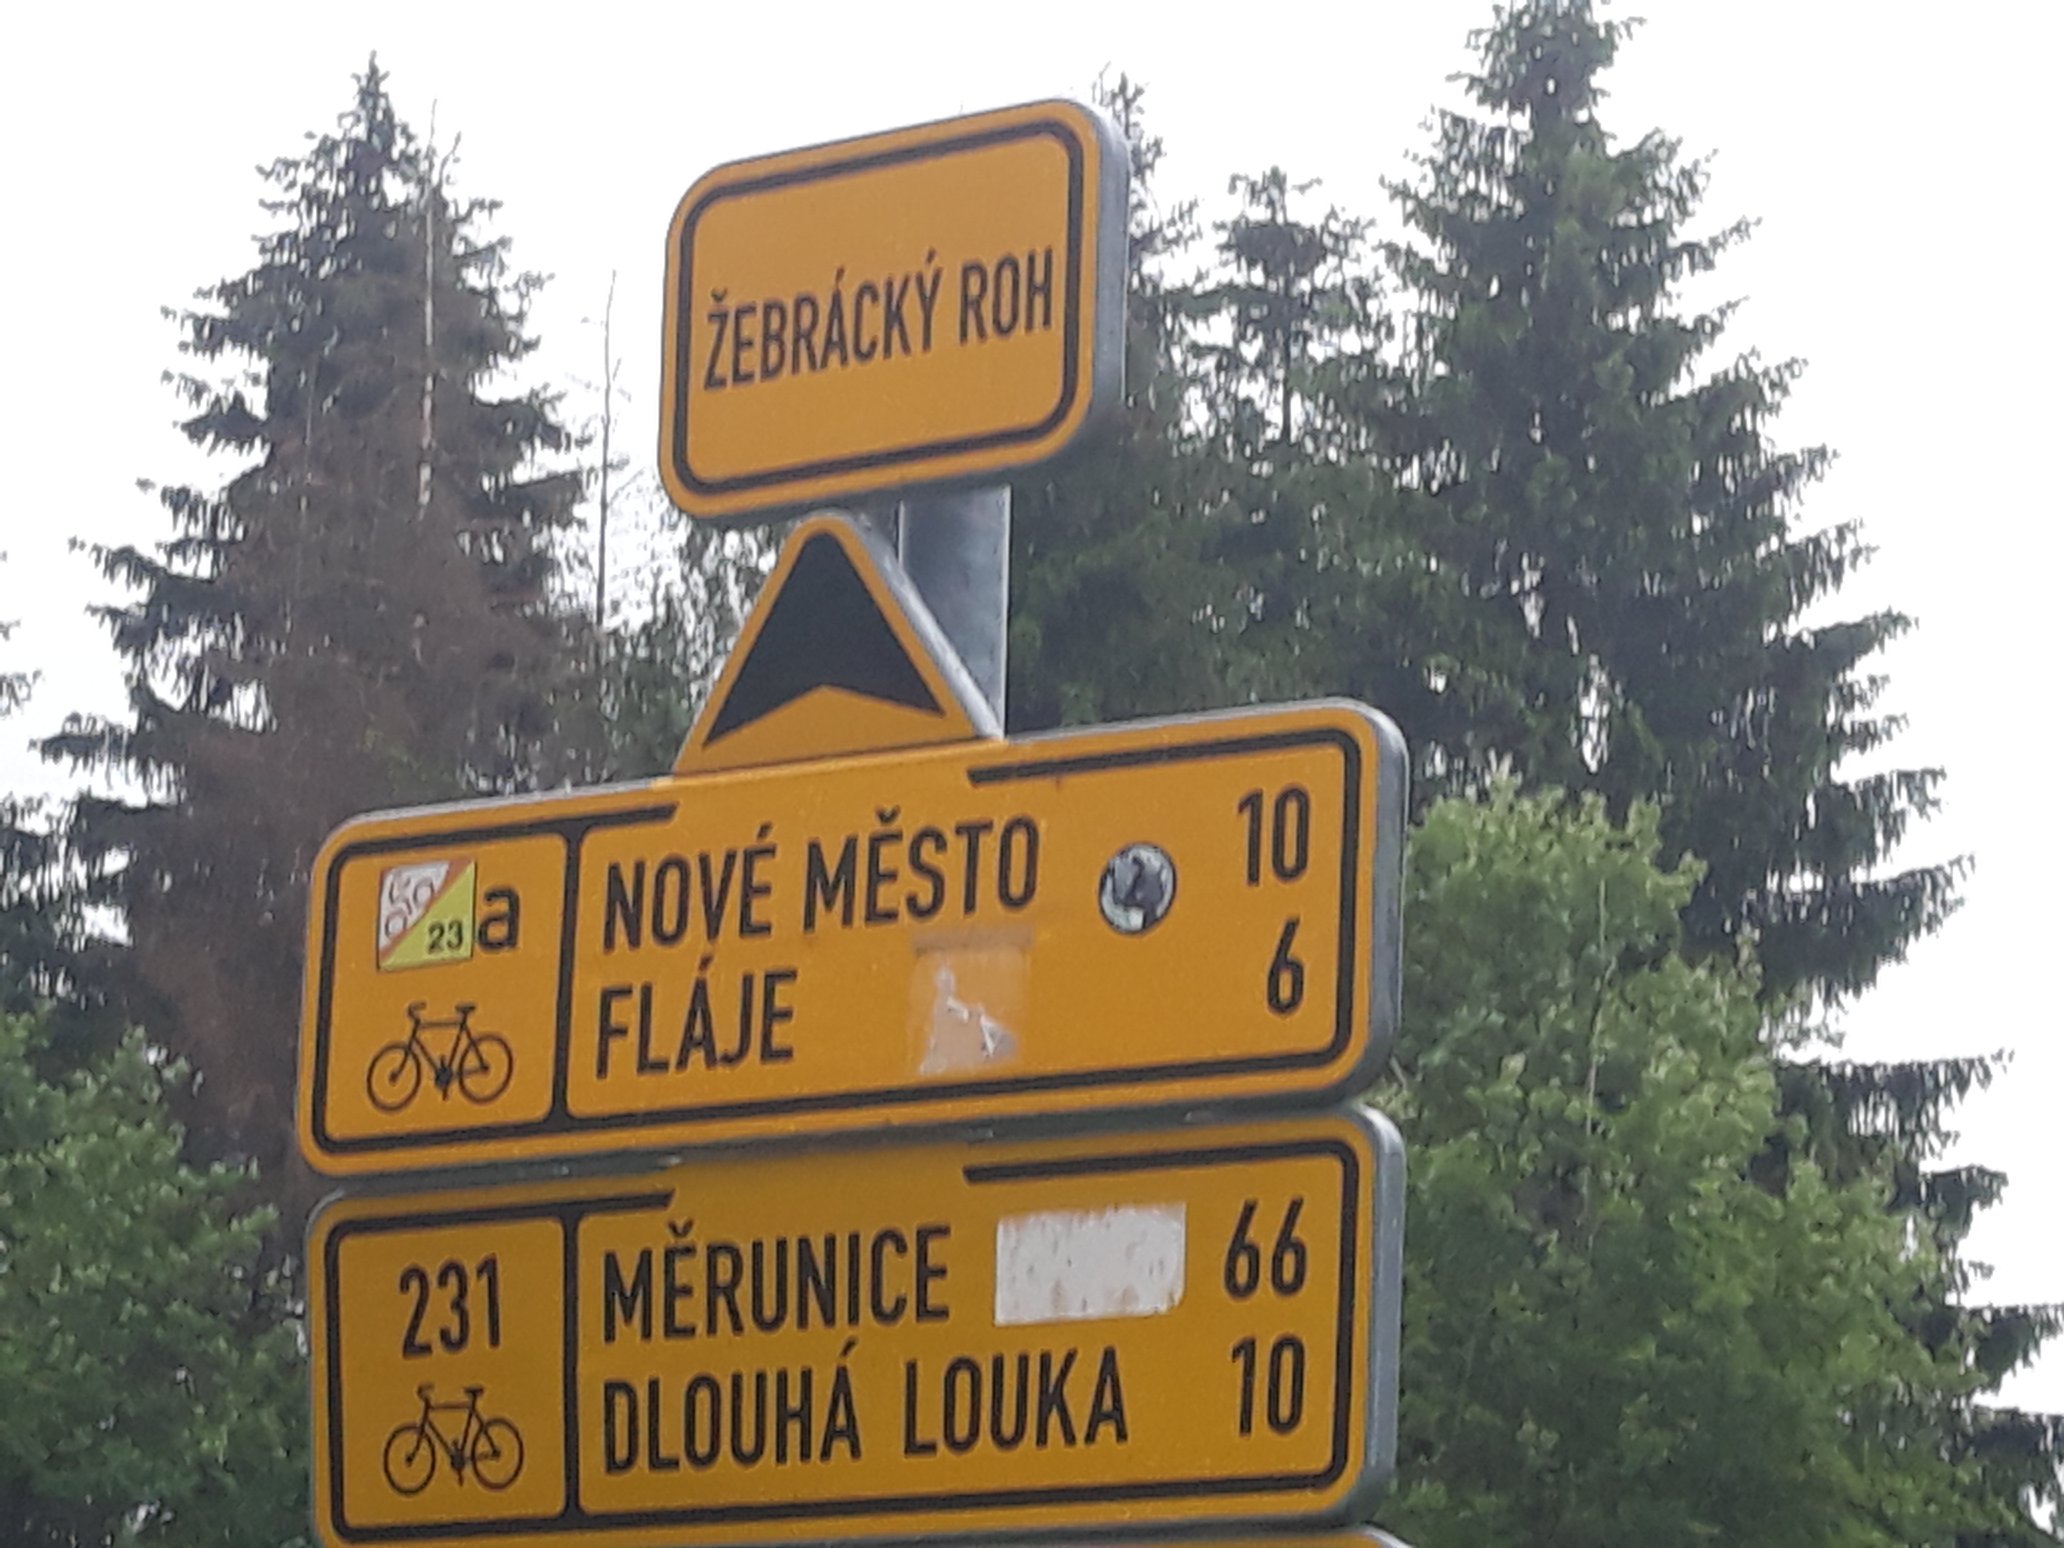 ŽEBRÁCKÝ ROH
23 a
NOVÉ MĚSTO 10
FLÁJE 6
231
MĚRUNICE 66
DLOUHÁ LOUKA 10